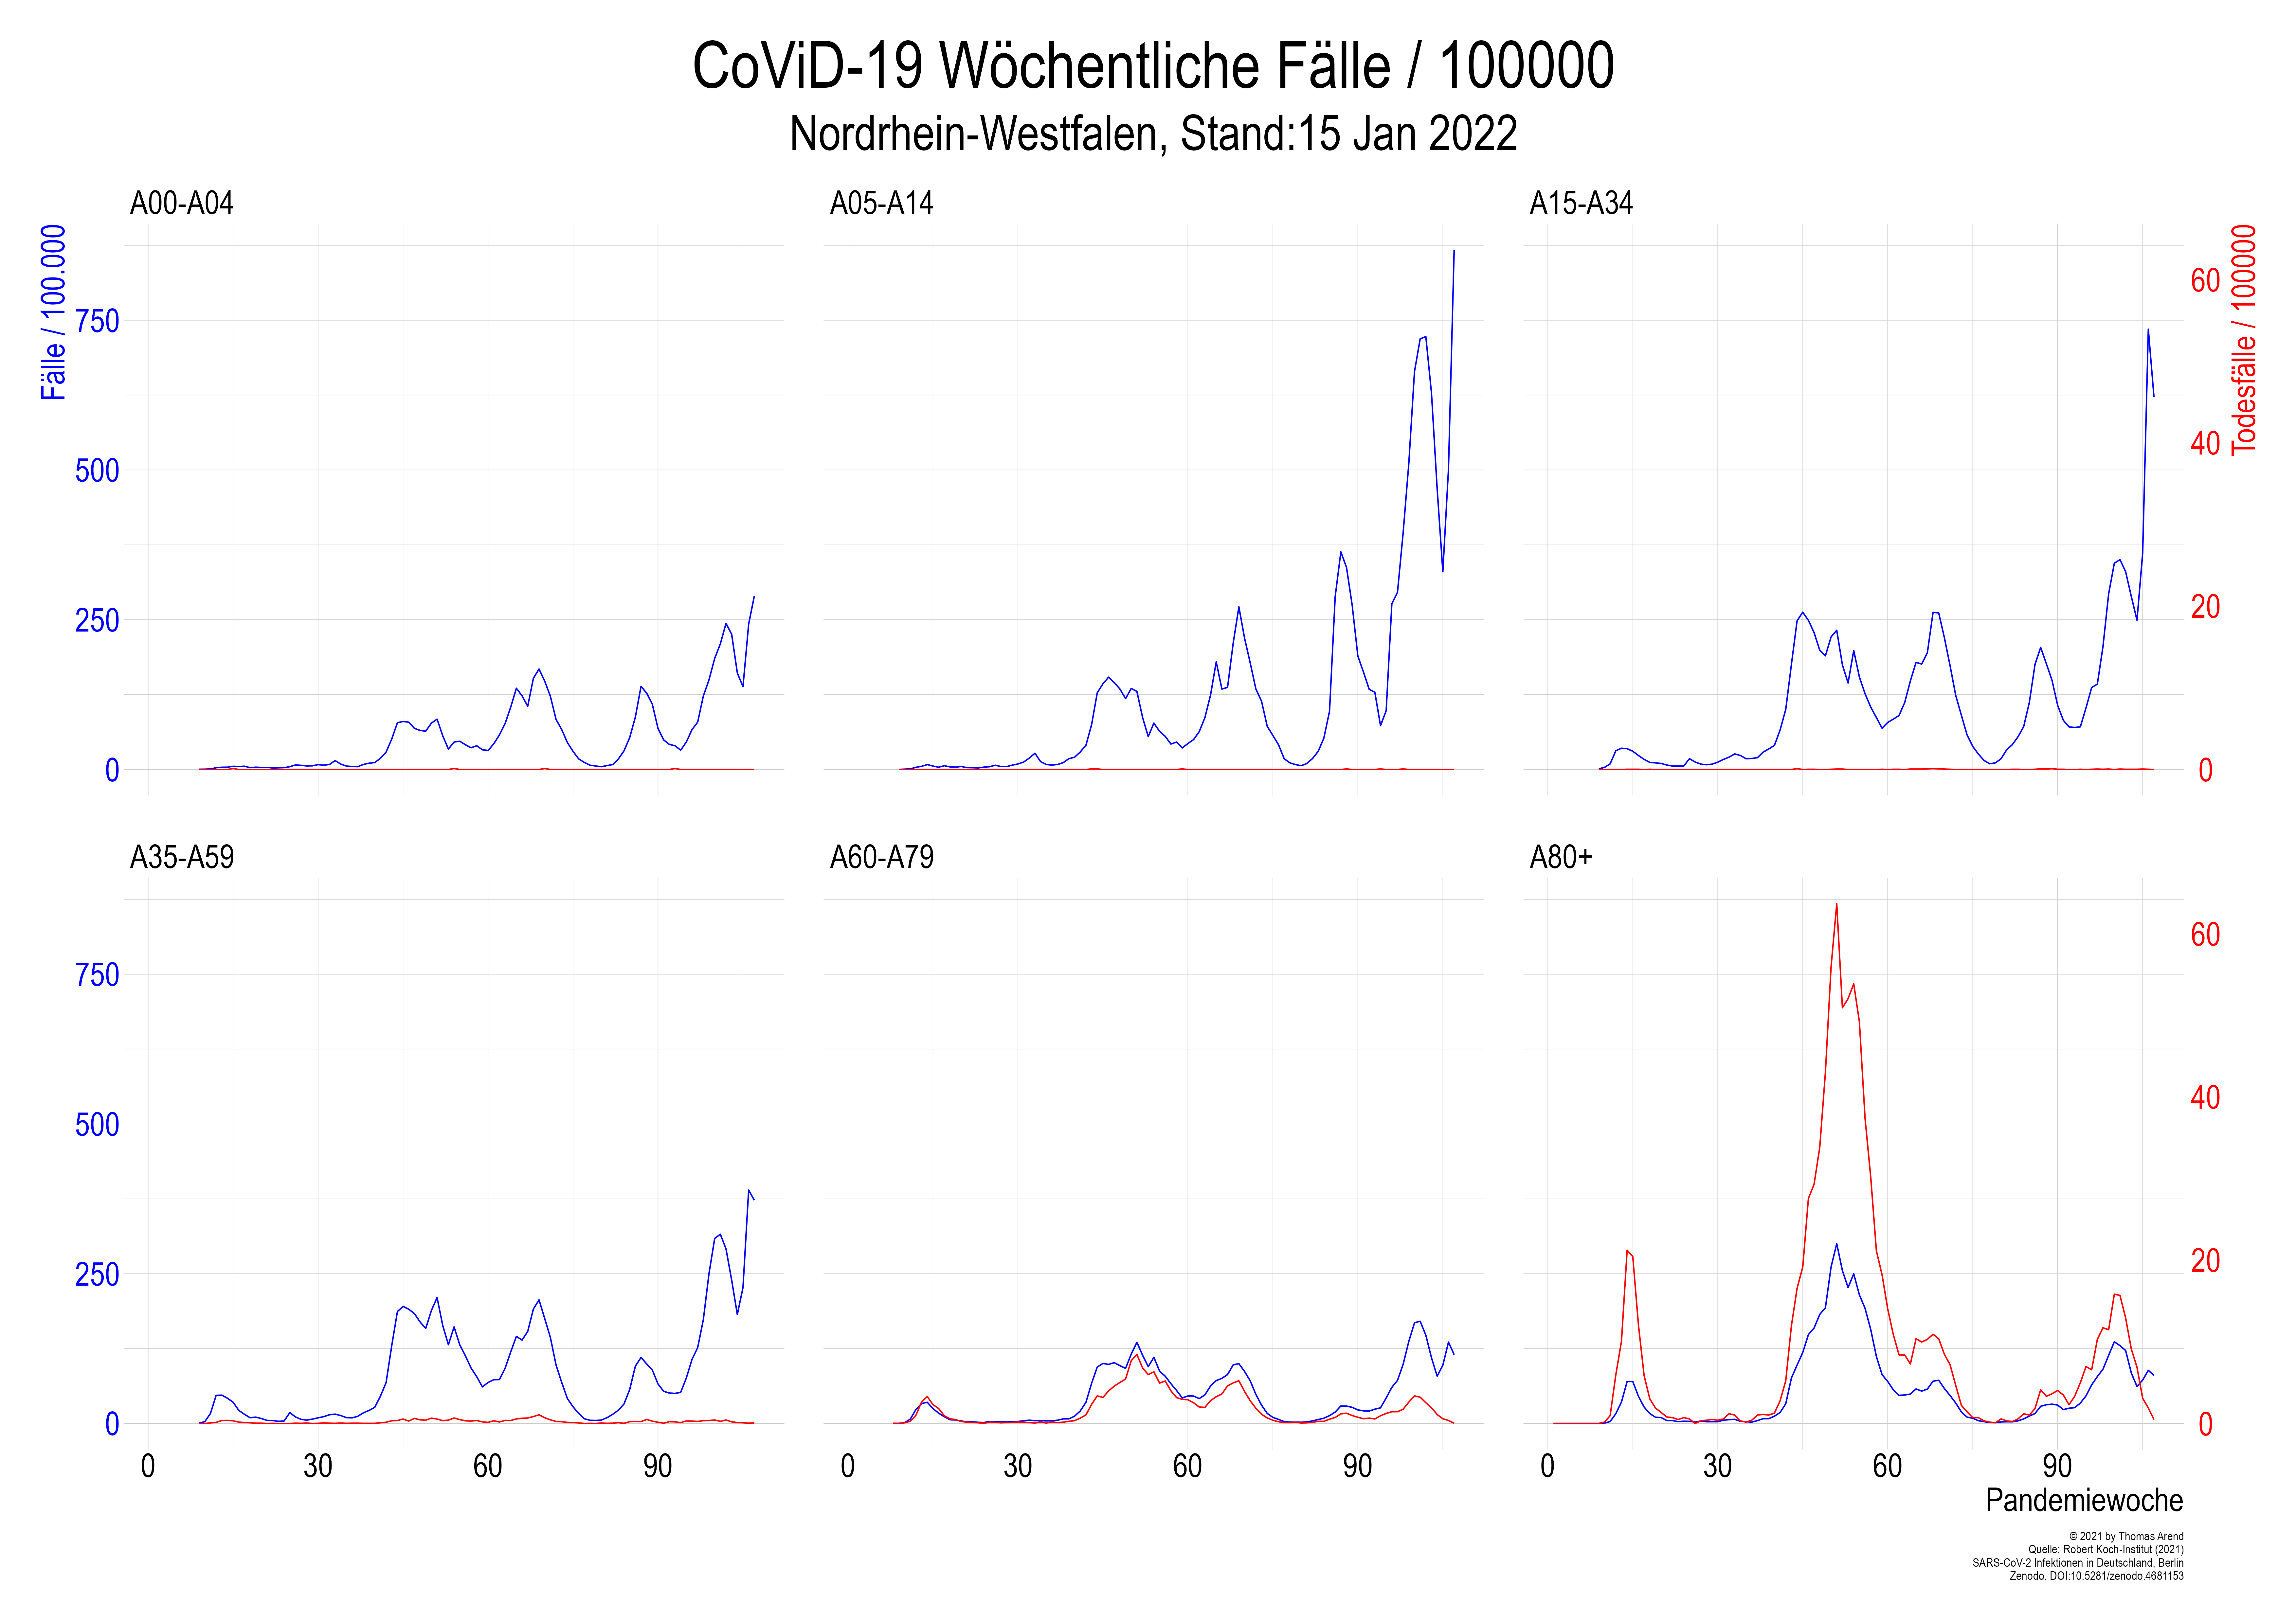 CoViD-19 Wöchentliche Fälle / 100000
Nordrhein-Westfalen, Stand:15 Jan 2022
A00-A04
A05-A14
A15-A34
Fälle / 100.000
750
500
250
0
60
40
20
0
Todesfälle / 100000
A35-A59
A60-A79
A80+
750
500
250
0
60
40
20
0
0 30 60 90
0 30 60 90
0 30 60 90
Pandemiewoche
© 2021 by Thomas Arend
Quelle: Robert Koch-Institut (2021)
SARS-CoV-2 Infektionen in Deutschland, Berlin
Zenodo. DOI:10.5281/zenodo.4681153